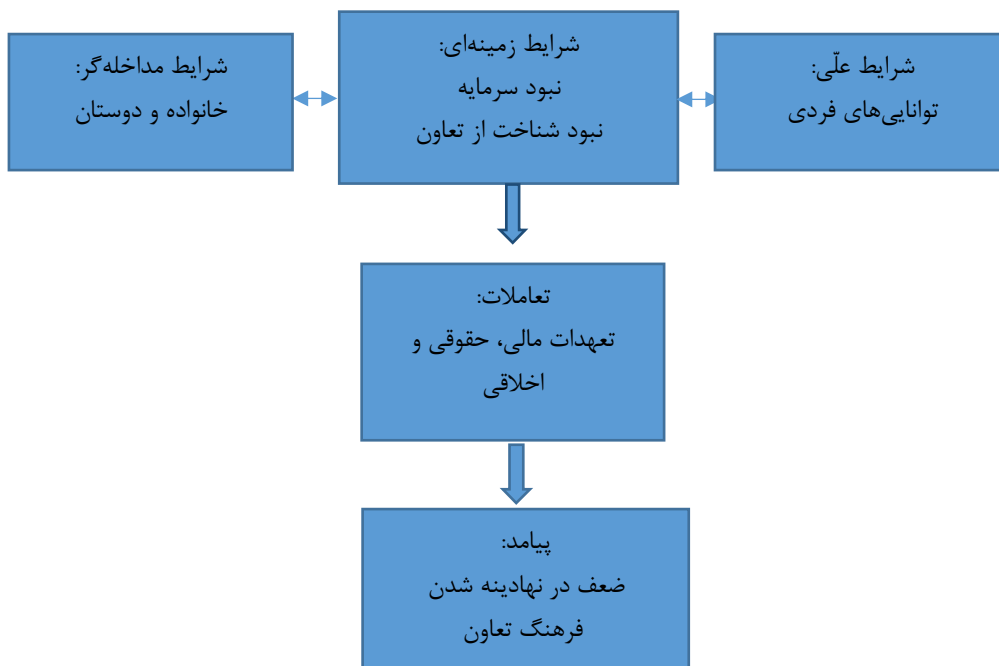 شرایط علّی:
توانایی‌های فردی
شرایط زمینه‌ای:
نبود سرمایه
نبود شناخت از تعاون
شرایط مداخله‌گر:
خانواده و دوستان
تعاملات:
تعهدات مالی، حقوقی و
اخلاقی
پیامد:
ضعف در نهادینه شدن
فرهنگ تعاون